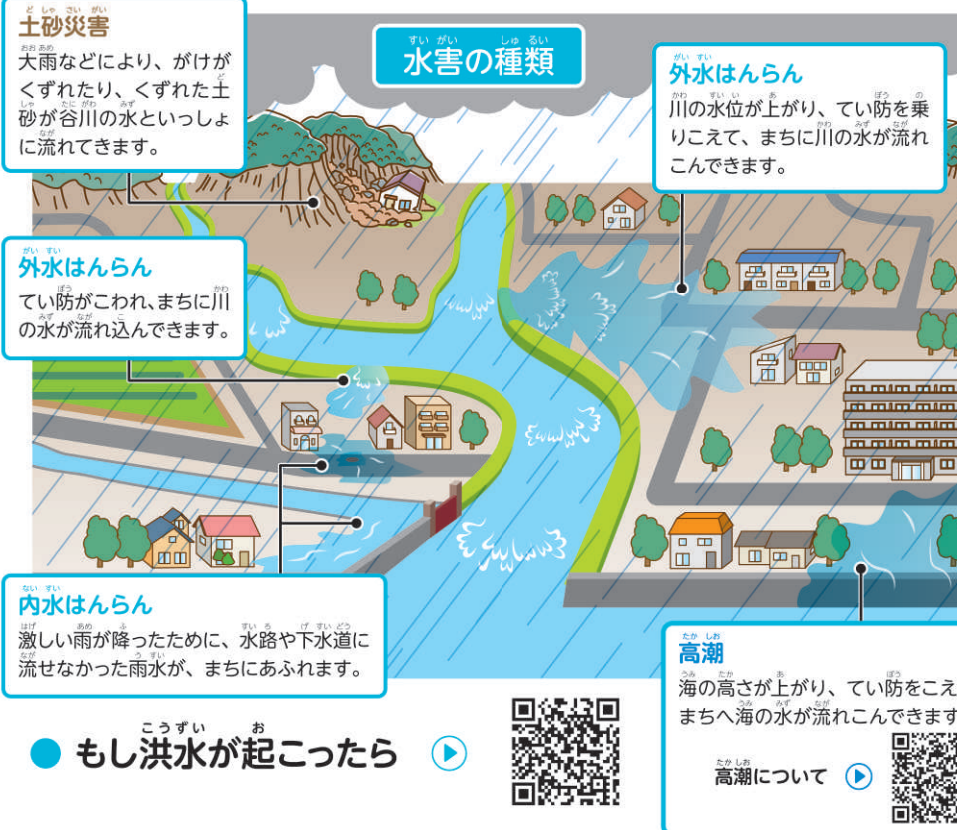 水害の種類
土砂災害
大雨などにより、がけが
くずれたり、くずれた土
砂が谷川の水といっしょ
に流れてきます。
外水はんらん
川の水位が上がり、てい防を乗
りこえて、まちに川の水が流れ
こんできます。
外水はんらん
てい防がこわれ、まちに川
の水が流れ込んできます。
内水はんらん
激しい雨が降ったために、水路や下水道に
流せなかった雨水が、まちにあふれます。
高潮
海の高さが上がり、てい防をこえ
まちへ海の水が流れこんできます
もし洪水が起こったら
高潮について